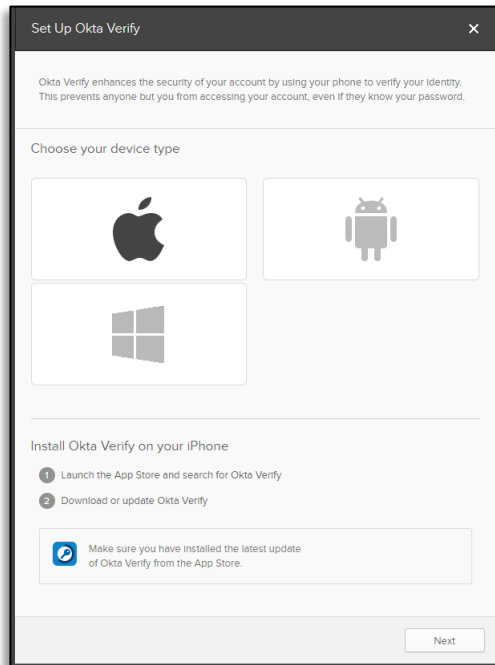 Set Up Okta Verify
Okta Verify enhances the security of your account by using your phone to verify your identity.
This prevents anyone but you from accessing your account, even if they know your password.
Choose your device type
Install Okta Verify on your iPhone
1 Launch the App Store and search for Okta Verify
2 Download or update Okta Verify
Make sure you have installed the latest update
of Okta Verify from the App Store.
Next